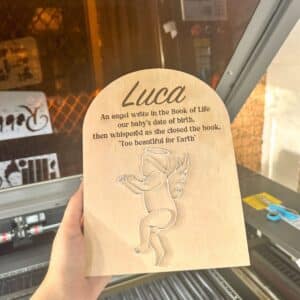 Luca
An angel write in the Book of Life
our baby's date of birth,
then whispered as she closed the book,
'Too beautiful for Earth'